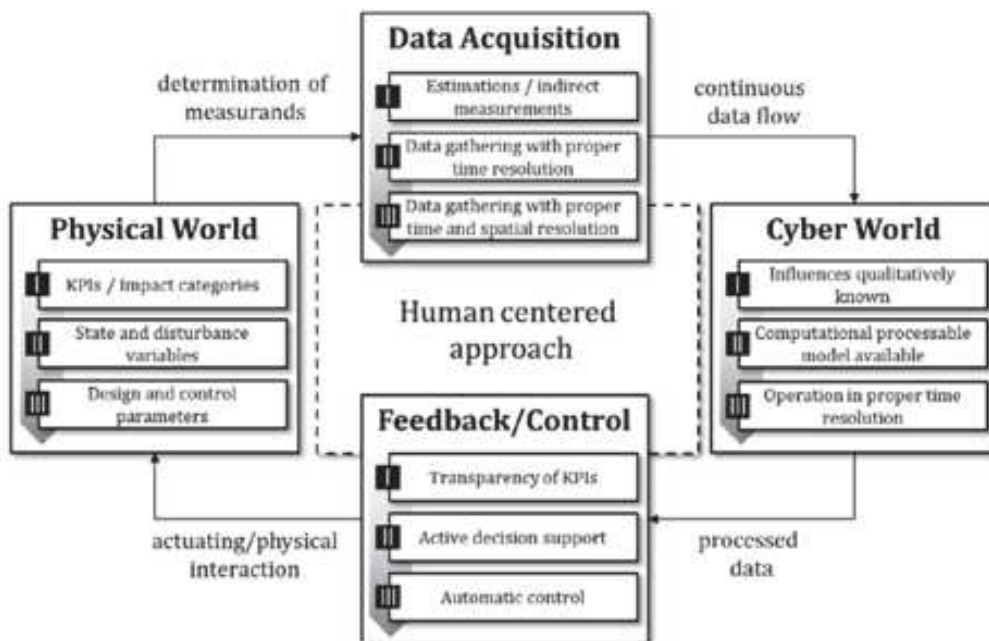 Data Acquisition
I
Estimations / indirect
measurements
II
Data gathering with proper
time resolution
III
Data gathering with proper
time and spatial resolution
determination of
measurands
continuous
data flow
Physical World
I
KPIs / impact categories
II
State and disturbance
variables
III
Design and control
parameters
Human centered
approach
Cyber World
I
Influences qualitatively
known
II
Computational processable
model available
III
Operation in proper time
resolution
Feedback/Control
I
Transparency of KPIs
II
Active decision support
III
Automatic control
actuating/physical
interaction
processed
data